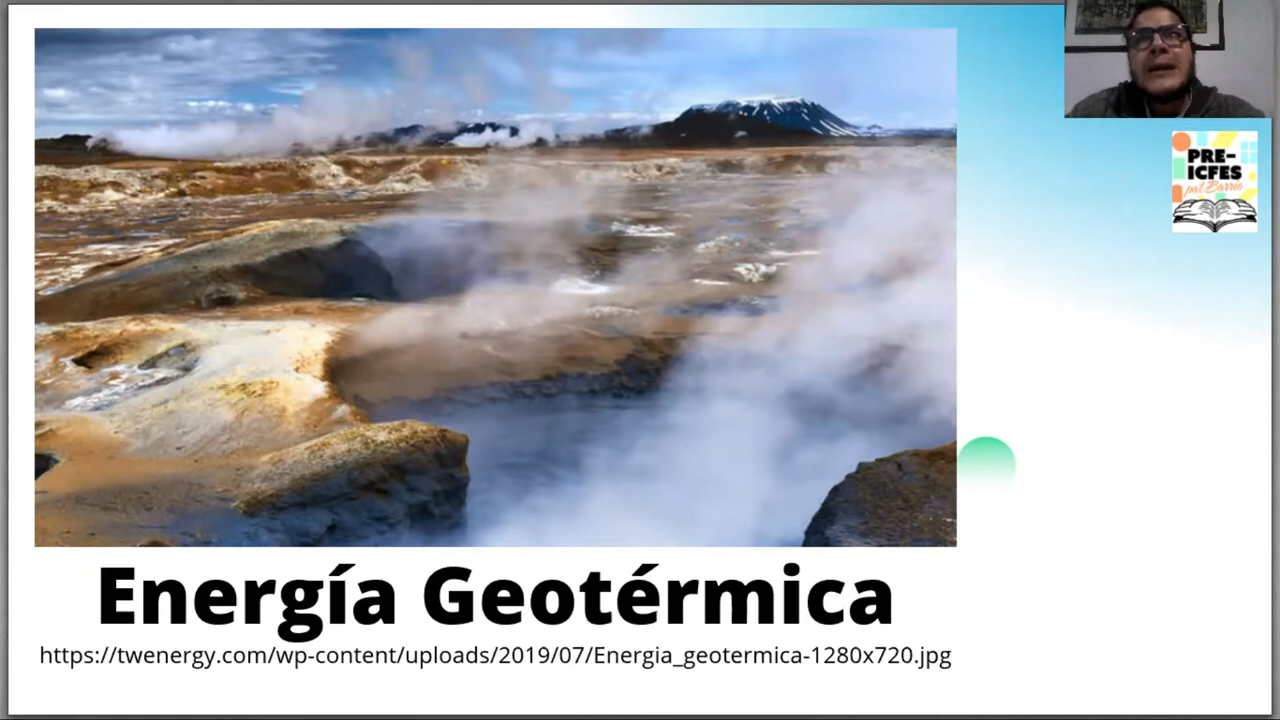 PRE-
ICFES
pal Barrio
Energía Geotérmica
https://twenergy.com/wp-content/uploads/2019/07/Energia_geotermica-1280x720.jpg